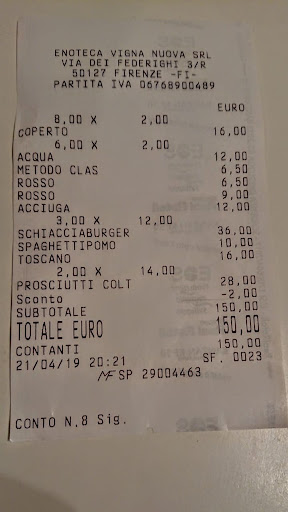 ENOTECA VIGNA NUOVA SRL
VIA DEI FEDERIGHI 3/R
50127 FIRENZE -FI-
PARTITA IVA 06768900489
EURO
8,00 X 2,00
COPERTO 16,00
6,00 X 2,00
ACQUA 12,00
METODO CLAS 6,50
ROSSO 6,50
ROSSO 9,00
ACCIUGA 12,00
3,00 X 12,00
SCHIACCIABURGER 36,00
SPAGHETTIPOMO 10,00
TOSCANO 16,00
2,00 X 14,00
PROSCIUTTI COLT 28,00
Sconto -2,00
SUBTOTALE 150,00
TOTALE EURO 150,00
CONTANTI 150,00
21/04/19 20:21 SF. 0023
MF SP 29004463
CONTO N.8 Sig.